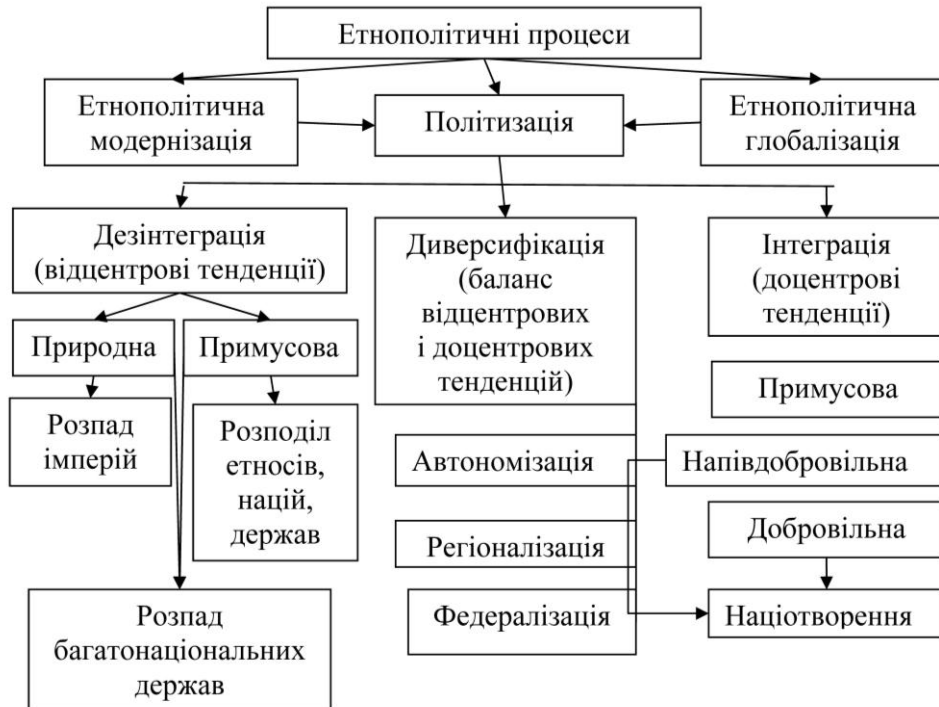 Етнополітичні процеси
Етнополітична
модернізація
Політизація
Етнополітична
глобалізація
Дезінтеграція
(відцентрові тенденції)
Диверсифікація
(баланс
відцентрових
і доцентрових
тенденцій)
Інтеграція
(доцентрові
тенденції)
Природна
Примусова
Примусова
Розпад
імперій
Розподіл
етносів,
націй,
держав
Автономізація
Напівдобровільна
Регіоналізація
Добровільна
Федералізація
Націотворення
Розпад
багатонаціональних
держав